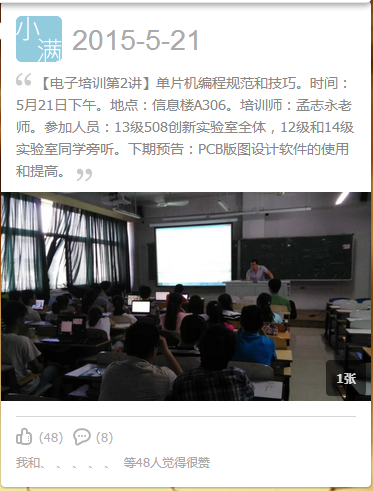 小满
2015-5-21
“【电子培训第2讲】单片机编程规范和技巧。时间：
5月21日下午。地点：信息楼A306。培训师：孟志永老
师。参加人员：13级508创新实验室全体，12级和14级
实验室同学旁听。下期预告：PCB版图设计软件的使用
和提高。”
1张
(48) (8)
我和、 、 、 、 、 等48人觉得很赞